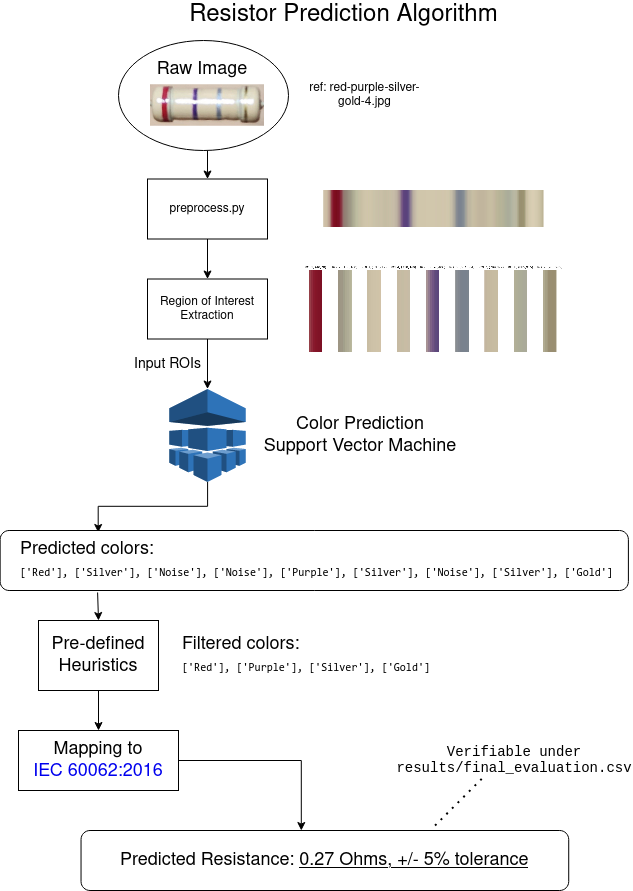 Resistor Prediction Algorithm
Raw Image
ref: red-purple-silver-
gold-4.jpg
preprocess.py
Region of Interest
Extraction
Input ROIs
Color Prediction
Support Vector Machine
Predicted colors:
['Red'], ['Silver'], ['Noise'], ['Noise'], ['Purple'], ['Silver'], ['Noise'], ['Silver'], ['Gold']
Pre-defined
Heuristics
Filtered colors:
['Red'], ['Purple'], ['Silver'], ['Gold']
Mapping to
IEC 60062:2016
Verifiable under
results/final_evaluation.csv
Predicted Resistance: 0.27 Ohms, +/- 5% tolerance